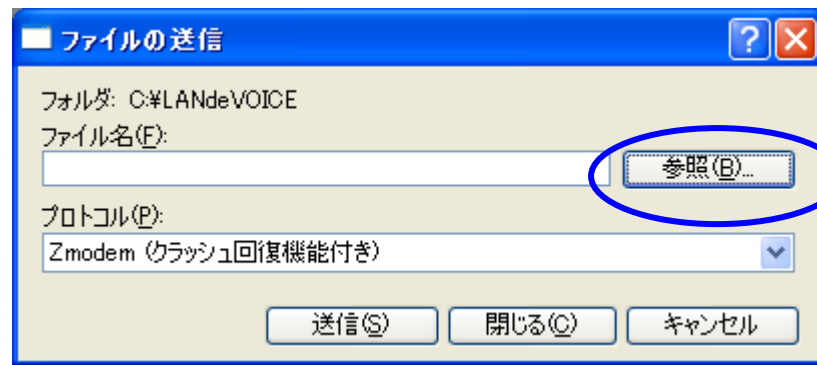 ファイルの送信
フォルダ: C:¥LANdeVOICE
ファイル名(F):
参照(B)...
プロトコル(P):
Zmodem (クラッシュ回復機能付き)
送信(S) 閉じる(C) キャンセル